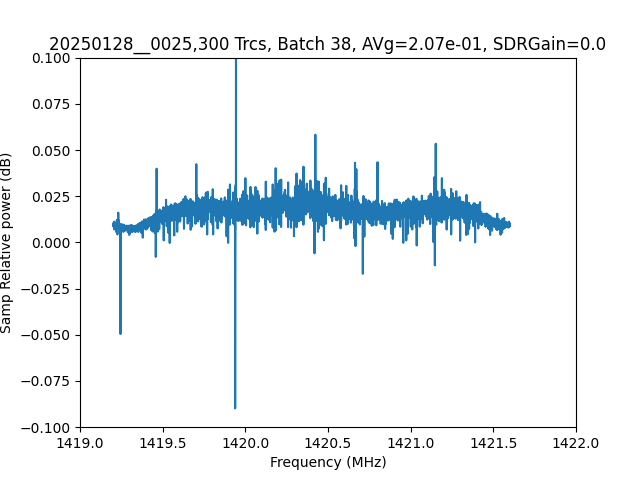 20250128__0025,300 Trcs, Batch 38, AVg=2.07e-01, SDRGain=0.0
0.100
0.075
0.050
0.025
0.000
−0.025
−0.050
−0.075
−0.100
Samp Relative power (dB)
1419.0 1419.5 1420.0 1420.5 1421.0 1421.5 1422.0
Frequency (MHz)